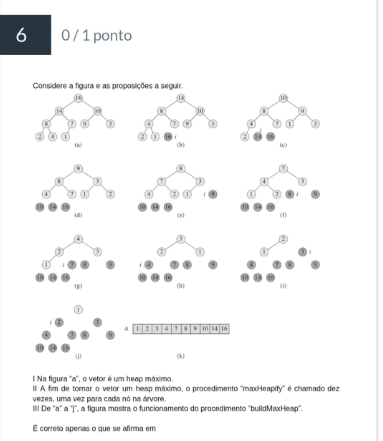 6
0 / 1 ponto
Considere a figura e as proposições a seguir.
16
14 10
8 7 9 3
2 4 1
(a)
14
8 10
4 7 9 3
2 1 16 i
(b)
10
8 9
4 7 1 3
2 14 16
(c)
9
8 3
4 7 1 2
10 14 16
(d)
8
7 3
4 2 1 i 9
10 14 16
(e)
7
4 3
1 2 8 i 9
10 14 16
(f)
4
2 3
1 i 7 8 9
10 14 16
(g)
3
2 1
i 4 7 8 9
10 14 16
(h)
2
1 3 i
4 7 8 9
10 14 16
(i)
1
i 2 3
4 7 8 9
10 14 16
(j)
A 1 2 3 4 7 8 9 10 14 16
(k)
I Na figura "a", o vetor é um heap máximo.
II A fim de tornar o vetor um heap máximo, o procedimento "maxHeapify" é chamado dez
vezes, uma vez para cada nó na árvore.
III De "a" a "j", a figura mostra o funcionamento do procedimento "buildMaxHeap".
É correto apenas o que se afirma em